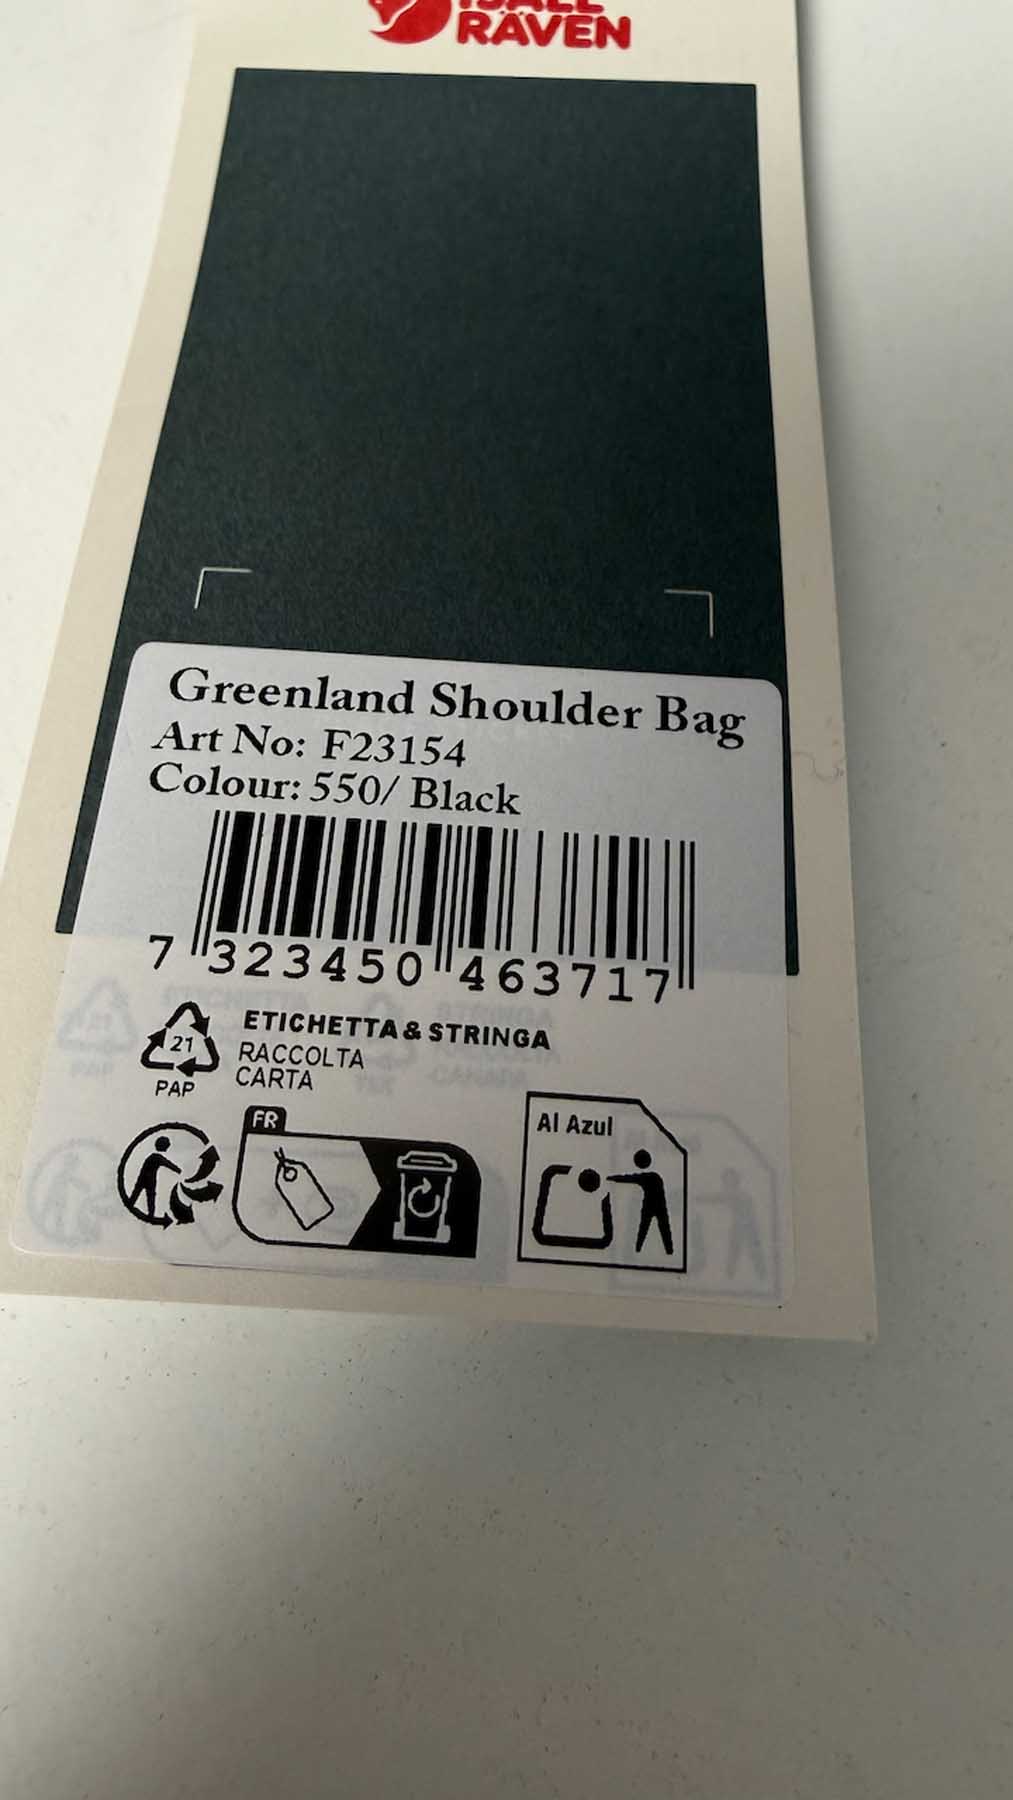 RÄVEN
Greenland Shoulder Bag
Art No: F23154
Colour: 550/ Black
7 323450 463717
21
PAP
ETICHETTA & STRINGA
RACCOLTA
CARTA
FR
Al Azul